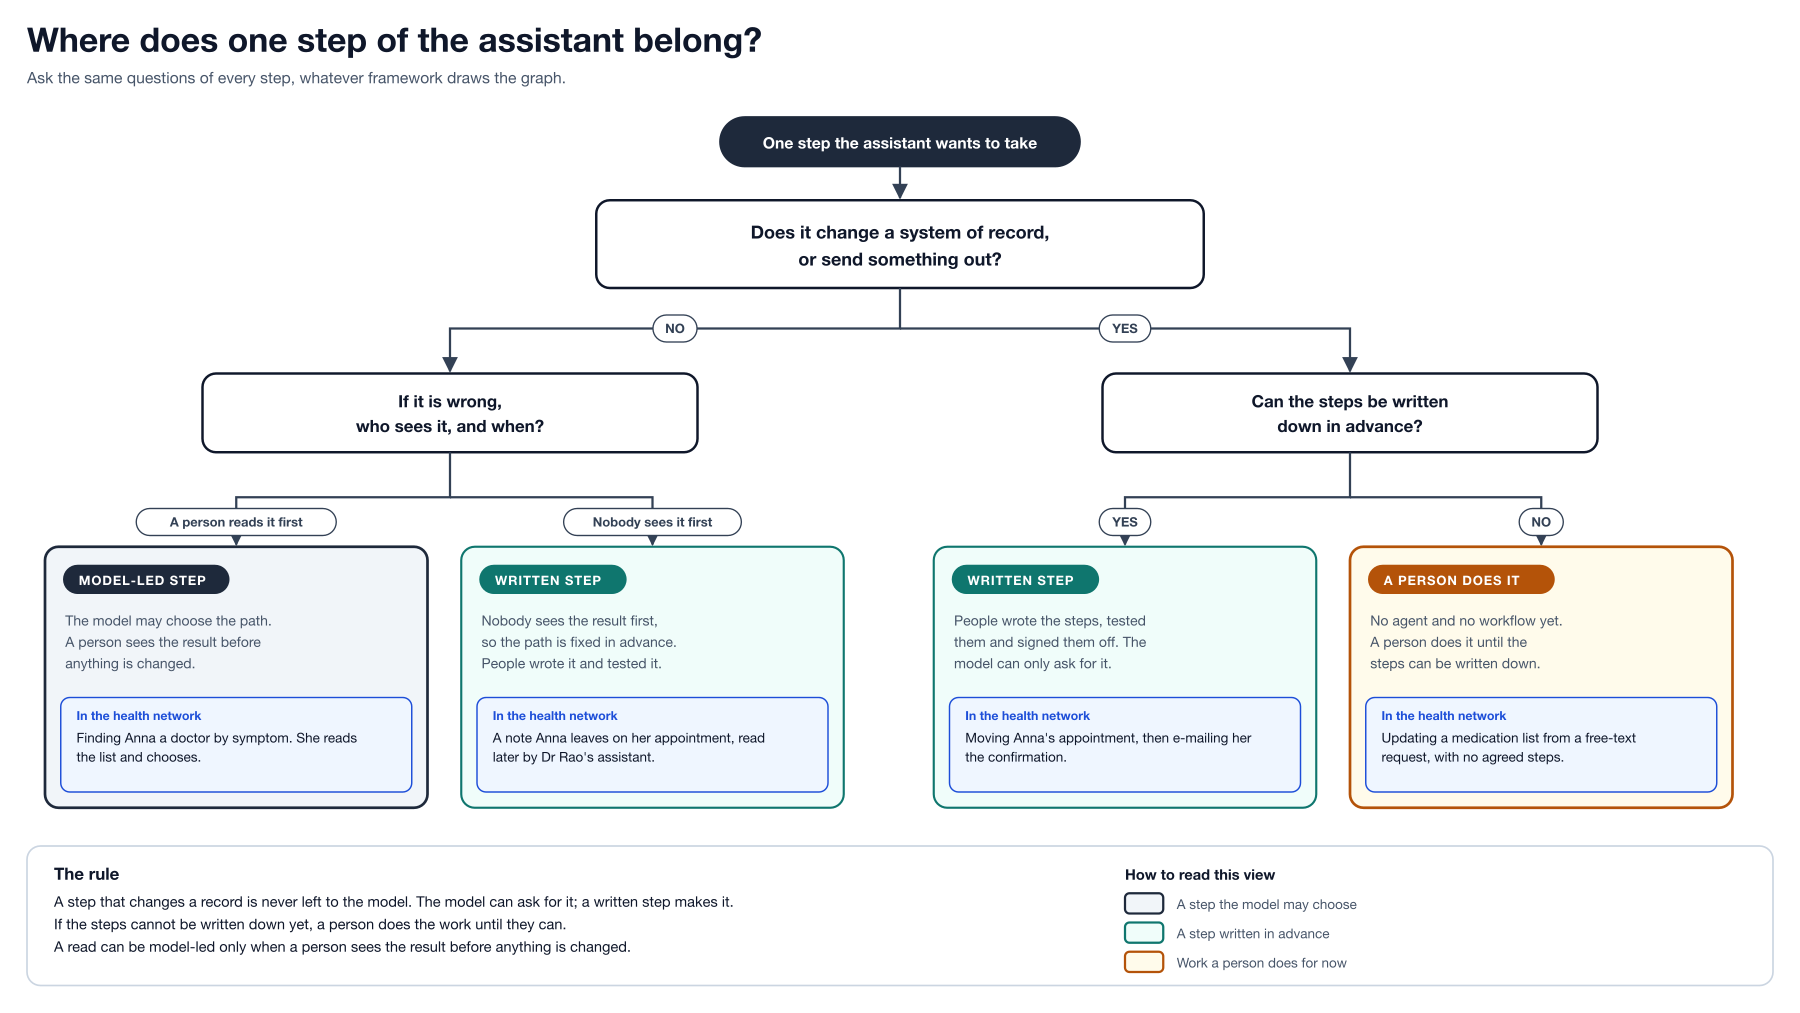 Where does one step of the assistant belong?
Ask the same questions of every step, whatever framework draws the graph.
One step the assistant wants to take
Does it change a system of record,
or send something out?
NO
YES
If it is wrong,
who sees it, and when?
Can the steps be written
down in advance?
A person reads it first
Nobody sees it first
YES
NO
MODEL-LED STEP
The model may choose the path.
A person sees the result before
anything is changed.
In the health network
Finding Anna a doctor by symptom. She reads
the list and chooses.
WRITTEN STEP
Nobody sees the result first,
so the path is fixed in advance.
People wrote it and tested it.
In the health network
A note Anna leaves on her appointment, read
later by Dr Rao's assistant.
WRITTEN STEP
People wrote the steps, tested
them and signed them off. The
model can only ask for it.
In the health network
Moving Anna's appointment, then e-mailing her
the confirmation.
A PERSON DOES IT
No agent and no workflow yet.
A person does it until the
steps can be written down.
In the health network
Updating a medication list from a free-text
request, with no agreed steps.
The rule
A step that changes a record is never left to the model. The model can ask for it; a written step makes it.
If the steps cannot be written down yet, a person does the work until they can.
A read can be model-led only when a person sees the result before anything is changed.
How to read this view
A step the model may choose
A step written in advance
Work a person does for now